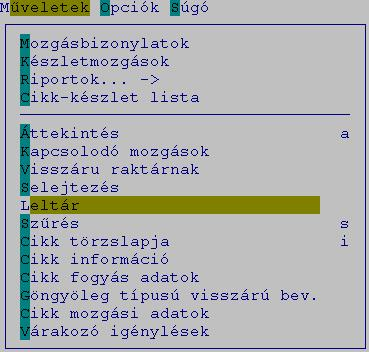 Műveletek Opciók Súgó
Mozgásbizonylatok
Készletmozgások
Riportok... ->
Cikk-készlet lista
Áttekintés a
Kapcsolodó mozgások
Visszáru raktárnak
Selejtezés
Leltár
Szűrés s
Cikk törzslapja i
Cikk információ
Cikk fogyás adatok
Göngyöleg típusú visszárú bev.
Cikk mozgási adatok
Várakozó igénylések